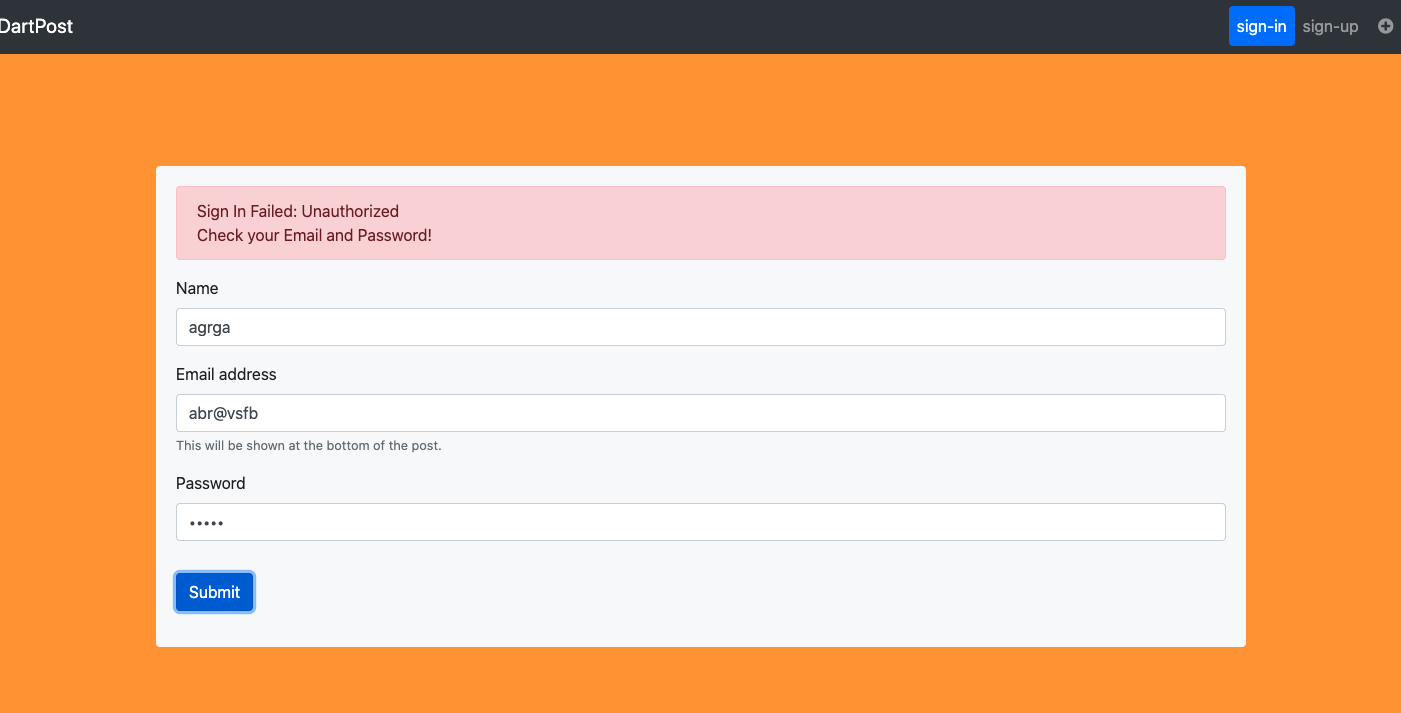 DartPost
sign-in sign-up
Sign In Failed: Unauthorized
Check your Email and Password!
Name
agrga
Email address
abr@vsfb
This will be shown at the bottom of the post.
Password
•••••
Submit